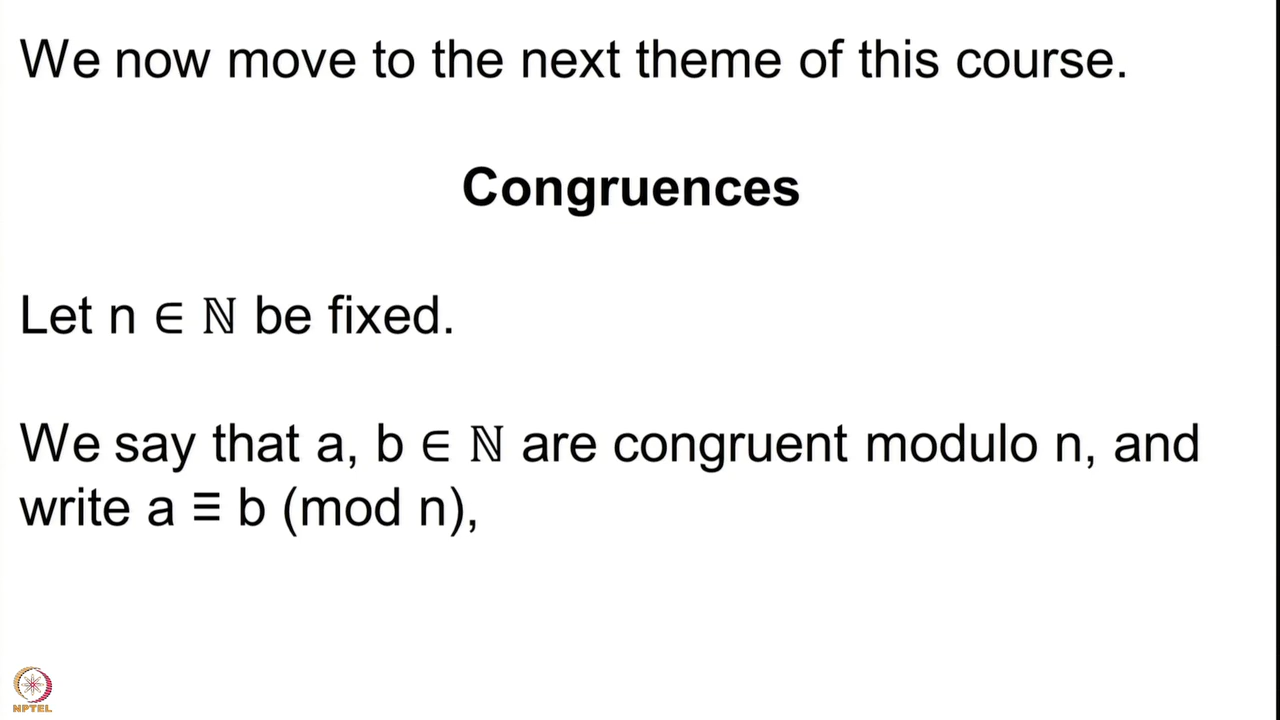 We now move to the next theme of this course.
Congruences
Let n ∈ ℕ be fixed.
We say that a, b ∈ ℕ are congruent modulo n, and
write a ≡ b (mod n),
NPTEL